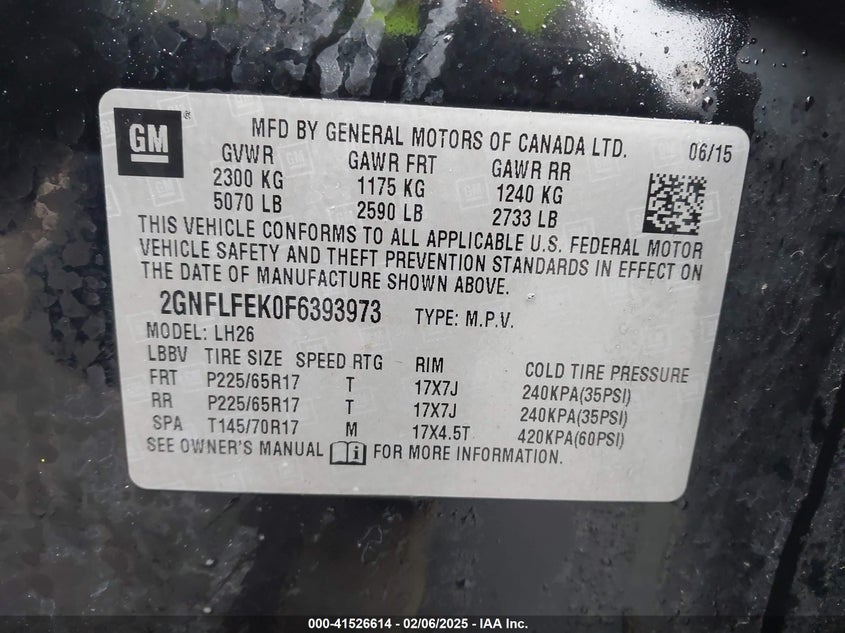 GM ®
MFD BY GENERAL MOTORS OF CANADA LTD. 06/15
GVWR GAWR FRT GAWR RR
2300 KG 1175 KG 1240 KG
5070 LB 2590 LB 2733 LB
THIS VEHICLE CONFORMS TO ALL APPLICABLE U.S. FEDERAL MOTOR
VEHICLE SAFETY AND THEFT PREVENTION STANDARDS IN EFFECT ON
THE DATE OF MANUFACTURE SHOWN ABOVE.
2GNFLFEK0F6393973 TYPE: M.P.V.
MODEL: LH26
LBBV TIRE SIZE SPEED RTG RIM COLD TIRE PRESSURE
FRT P225/65R17 T 17X7J 240KPA(35PSI)
RR P225/65R17 T 17X7J 240KPA(35PSI)
SPA T145/70R17 M 17X4.5T 420KPA(60PSI)
SEE OWNER'S MANUAL i FOR MORE INFORMATION.
000-41526614 - 02/06/2025 - IAA Inc.